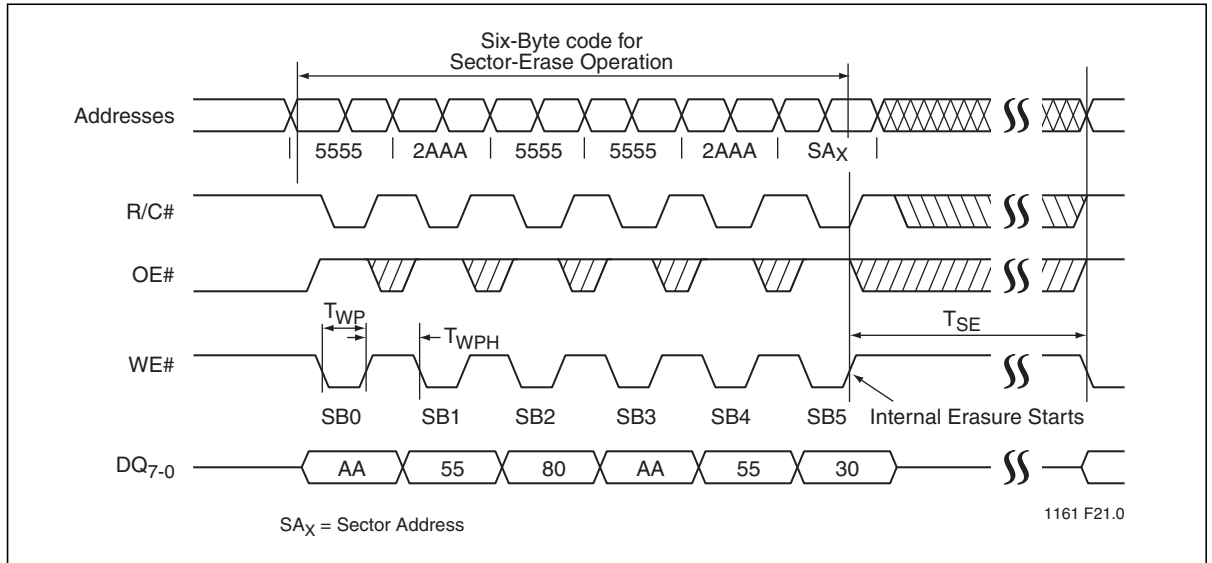 Six-Byte code for
Sector-Erase Operation
Addresses
5555 2AAA 5555 5555 2AAA SAX
R/C#
OE#
TWP
TWPH
TSE
WE#
SB0 SB1 SB2 SB3 SB4 SB5 Internal Erasure Starts
DQ7-0 AA 55 80 AA 55 30
SAX = Sector Address
1161 F21.0